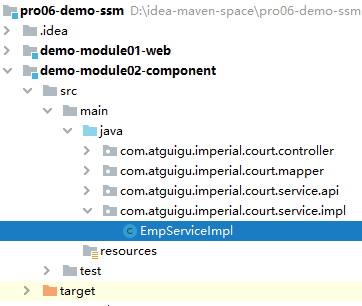 pro06-demo-ssm D:\idea-maven-space\pro06-demo-ssm
.idea
demo-module01-web
demo-module02-component
src
main
java
com.atguigu.imperial.court.controller
com.atguigu.imperial.court.mapper
com.atguigu.imperial.court.service.api
com.atguigu.imperial.court.service.impl
C EmpServiceImpl
resources
test
target